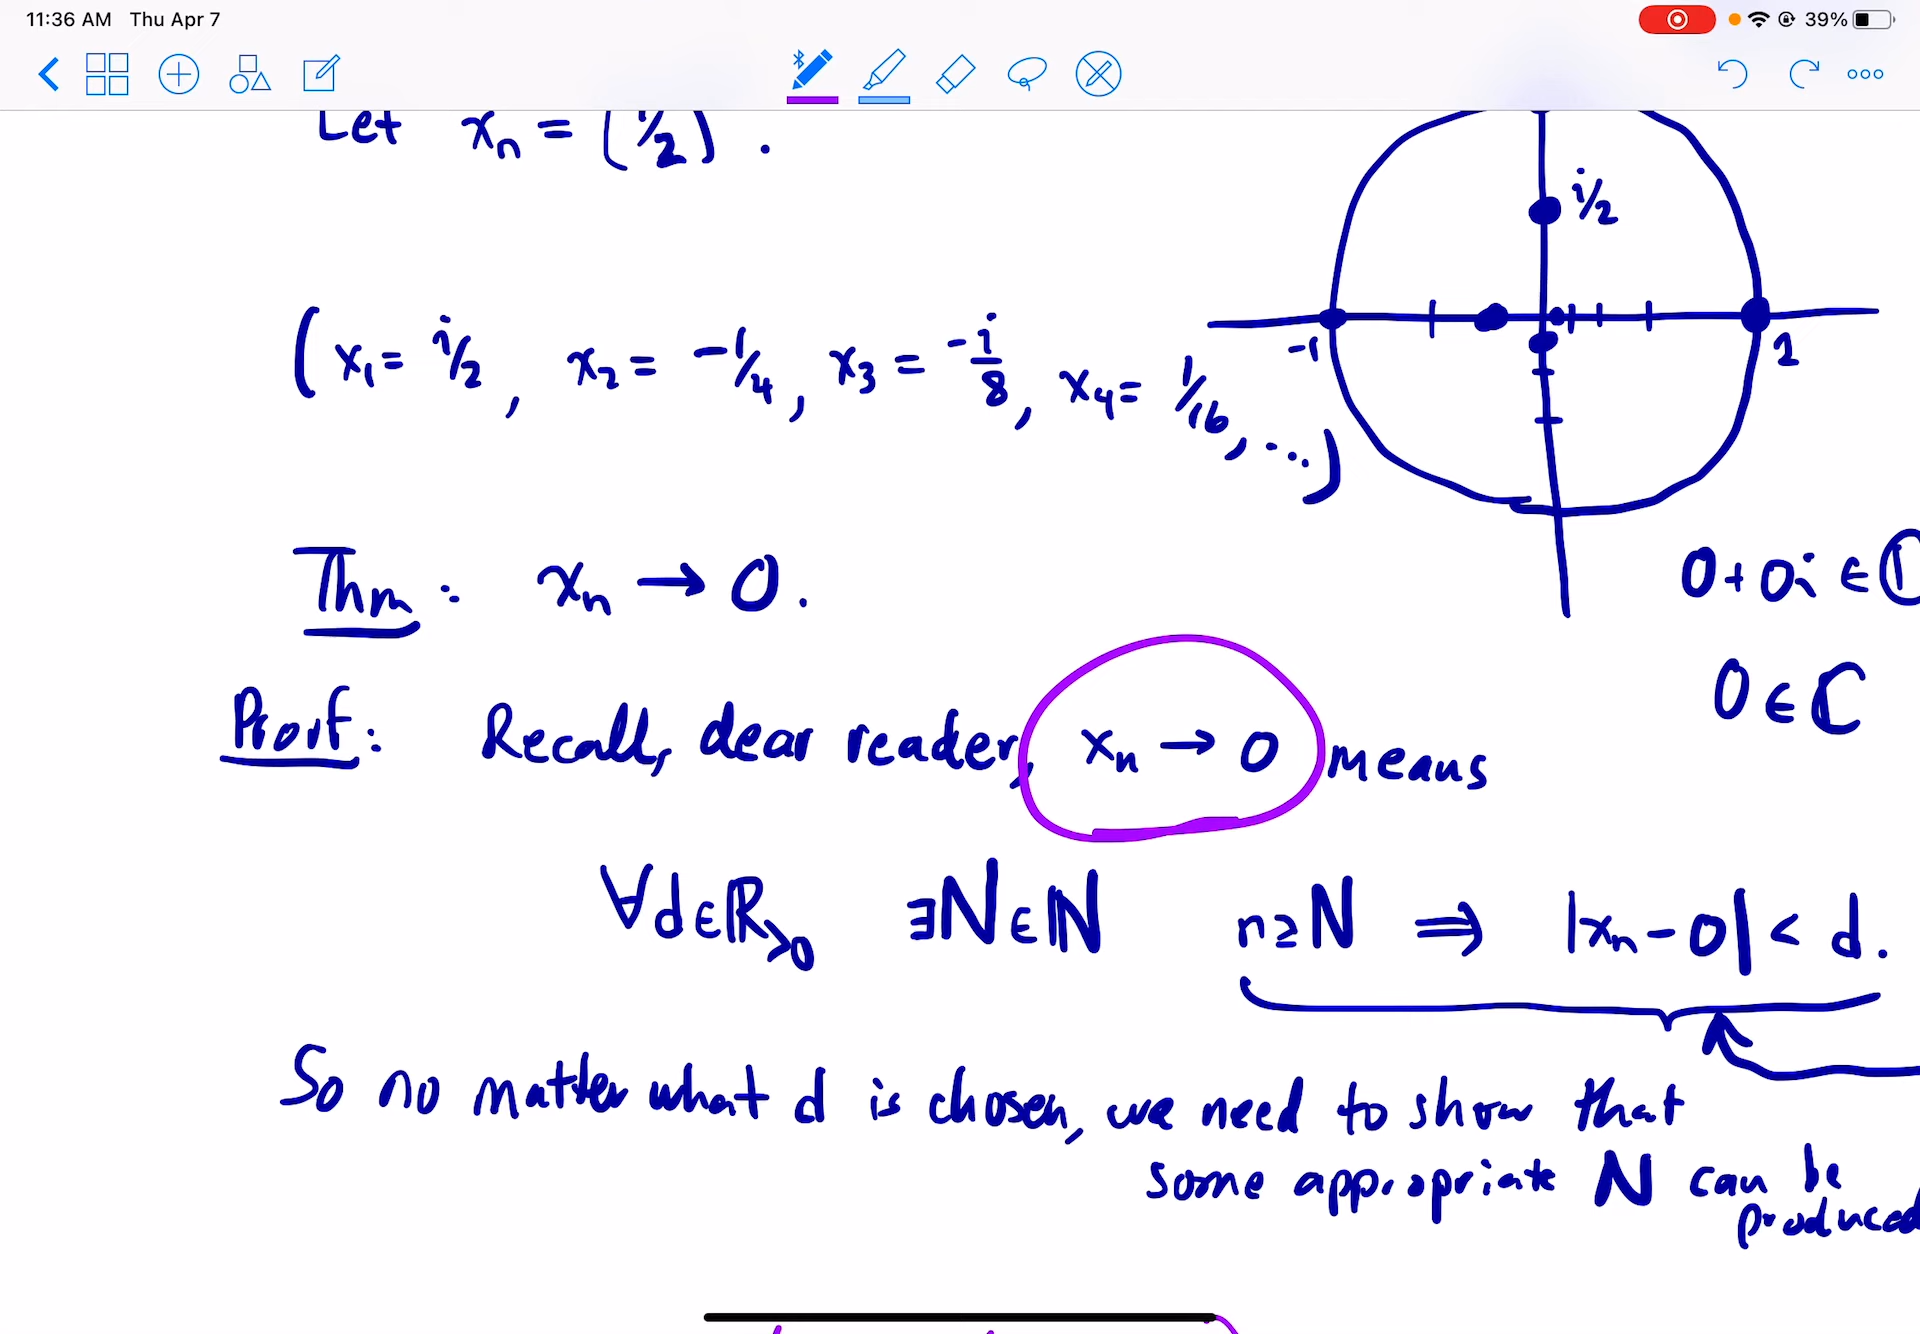 11:36 AM Thu Apr 7 39%
Let xₙ = (i/2) .
i/2
-1 1
(x₁ = i/2, x₂ = -1/4, x₃ = -i/8, x₄ = 1/16, ...)
Thm: xₙ → 0.
0+0i ∈ ℂ
0 ∈ ℂ
Proof: Recall, dear reader, xₙ → 0 means
∀d∈ℝ>0 ∃N∈ℕ n≥N ⟹ |xₙ-0| < d.
So no matter what d is chosen, we need to show that
some appropriate N can be
produced